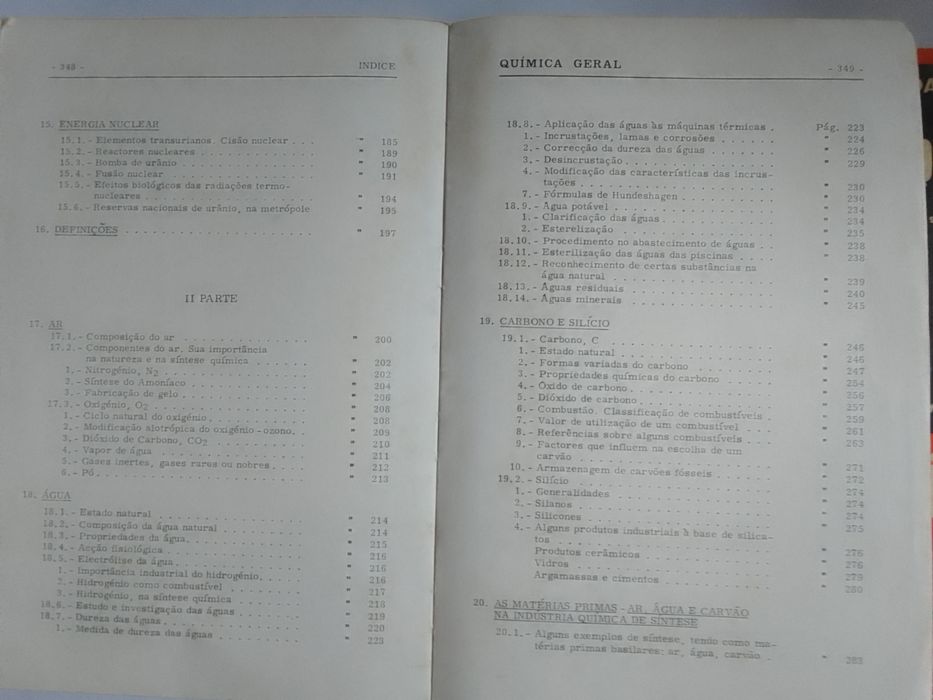 - 348 -
INDICE
15. ENERGIA NUCLEAR
15.1. - Elementos transurianos. Cisão nuclear . . . " 185
15.2. - Reactores nucleares . . . . . . . . . . . " 189
15.3. - Bomba de urânio . . . . . . . . . . . . . " 190
15.4. - Fusão nuclear . . . . . . . . . . . . . . " 191
15.5. - Efeitos biológicos das radiações termo-
nucleares . . . . . . . . . . . . . . . . " 194
15.6. - Reservas nacionais de urânio, na metrópole " 195
16. DEFINIÇÕES . . . . . . . . . . . . . . . . . " 197
II PARTE
17. AR
17.1. - Composição do ar . . . . . . . . . . . . " 200
17.2. - Componentes do ar. Sua importância
na natureza e na síntese química . . . . . . " 202
1. - Nitrogénio, N2 . . . . . . . . . . . . . " 202
2. - Síntese do Amoníaco . . . . . . . . . . . " 204
3. - Fabricação de gelo . . . . . . . . . . . . " 206
17.3. - Oxigénio, O2 . . . . . . . . . . . . . . " 208
1. - Ciclo natural do oxigénio . . . . . . . . . " 208
2. - Modificação alotrópica do oxigénio - ozono. . . " 209
3. - Dióxido de Carbono, CO2 . . . . . . . . . " 210
4. - Vapor de água . . . . . . . . . . . . . . " 211
5. - Gases inertes, gases raros ou nobres . . . . " 212
6. - Pó . . . . . . . . . . . . . . . . . . . " 213
18. ÁGUA
18.1. - Estado natural . . . . . . . . . . . . . " 214
18.2. - Composição da água natural . . . . . . . . " 214
18.3. - Propriedades da água . . . . . . . . . . . " 215
18.4. - Acção fisiológica . . . . . . . . . . . . " 216
18.5. - Electrólise da água . . . . . . . . . . . " 216
1. - Importância industrial do hidrogénio . . . . " 216
2. - Hidrogénio como combustível . . . . . . . " 217
3. - Hidrogénio, na síntese química . . . . . . . " 218
18.6. - Estudo e investigação das águas . . . . . . " 219
18.7. - Dureza das águas . . . . . . . . . . . . " 220
1. - Medida de dureza das águas . . . . . . . . " 223
QUÍMICA GERAL
- 349 -
18.8. - Aplicação das águas às máquinas térmicas . Pág. 223
1. - Incrustações, lamas e corrosões . . . . . . " 224
2. - Correcção da dureza das águas . . . . . . " 226
3. - Desincrustação . . . . . . . . . . . . . " 229
4. - Modificação das características das incrus-
tações . . . . . . . . . . . . . . . . . " 230
7. - Fórmulas de Hundeshagen . . . . . . . . . " 230
18.9. - Agua potável . . . . . . . . . . . . . . " 234
1. - Clarificação das águas . . . . . . . . . . " 234
2. - Esterelização . . . . . . . . . . . . . . " 235
18.10. - Procedimento no abastecimento de águas . . " 238
18.11. - Esterilização das águas das piscinas . . . . " 238
18.12. - Reconhecimento de certas substâncias na
água natural . . . . . . . . . . . . . . " 239
18.13. - Aguas residuais . . . . . . . . . . . . . " 240
18.14. - Aguas minerais . . . . . . . . . . . . . " 245
19. CARBONO E SILÍCIO
19.1. - Carbono, C . . . . . . . . . . . . . . . " 246
1. - Estado natural . . . . . . . . . . . . . " 246
2. - Formas variadas do carbono . . . . . . . . " 247
3. - Propriedades químicas do carbono . . . . . " 254
4. - Óxido de carbono . . . . . . . . . . . . " 256
5. - Dióxido de carbono . . . . . . . . . . . . " 257
6. - Combustão. Classificação de combustíveis . " 259
7. - Valor de utilização de um combustível . . . " 261
8. - Referências sobre alguns combustíveis . . . " 263
9. - Factores que influem na escolha de um
carvão . . . . . . . . . . . . . . . . . " 271
10. - Armazenagem de carvões fósseis . . . . . . " 272
19.2. - Silício . . . . . . . . . . . . . . . . . " 274
1. - Generalidades . . . . . . . . . . . . . . " 274
2. - Silanos . . . . . . . . . . . . . . . . . " 274
3. - Silicones . . . . . . . . . . . . . . . . " 275
4. - Alguns produtos industriais à base de silica-
tos . . . . . . . . . . . . . . . . . . " 276
Produtos cerâmicos . . . . . . . . . . . " 276
Vidros . . . . . . . . . . . . . . . . . " 279
Argamassas e cimentos . . . . . . . . . . " 280
20. AS MATÉRIAS PRIMAS - AR, ÁGUA E CARVÃO
NA INDÚSTRIA QUÍMICA DE SÍNTESE
20.1. - Alguns exemplos de síntese, tendo como ma-
térias primas basilares: ar, água, carvão . " 283